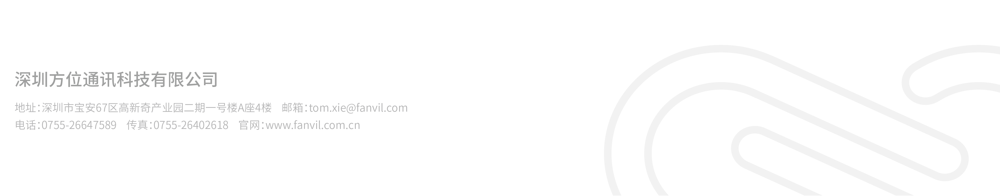 深圳方位通讯科技有限公司
地址:深圳市宝安67区高新奇产业园二期一号楼A座4楼 邮箱:tom.xie@fanvil.com
电话:0755-26647589 传真:0755-26402618 官网:www.fanvil.com.cn